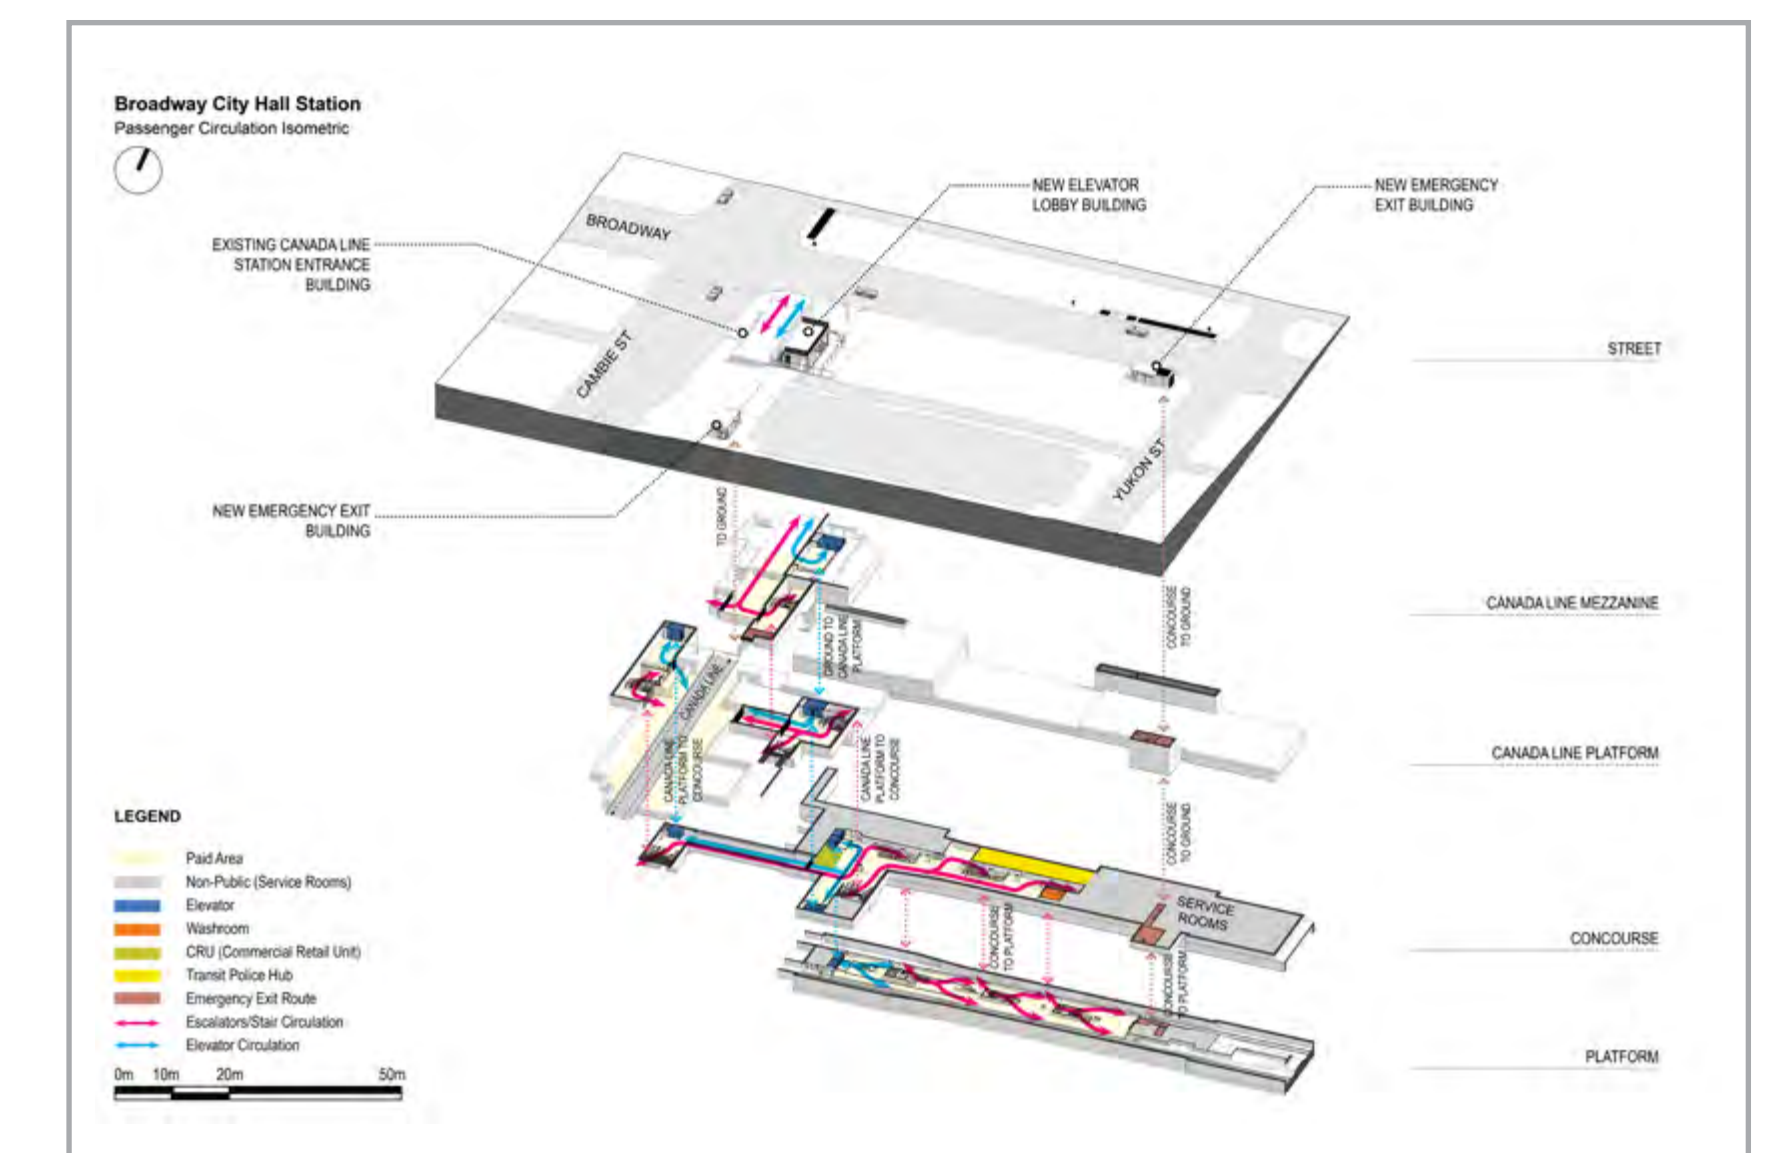 Broadway City Hall Station
Passenger Circulation Isometric
NEW ELEVATOR
LOBBY BUILDING
NEW EMERGENCY
EXIT BUILDING
EXISTING CANADA LINE
STATION ENTRANCE
BUILDING
BROADWAY
CAMBIE ST
YUKON ST
STREET
NEW EMERGENCY EXIT
BUILDING
TO GROUND
CANADA LINE MEZZANINE
CONCOURSE
TO GROUND
GROUND TO
CANADA LINE
PLATFORM
CANADA LINE
CANADA LINE PLATFORM
CANADA LINE
PLATFORM TO
CONCOURSE
CANADA LINE
PLATFORM TO
CONCOURSE
CONCOURSE
TO GROUND
SERVICE
ROOMS
CONCOURSE
CONCOURSE
TO PLATFORM
CONCOURSE
TO PLATFORM
PLATFORM
LEGEND
Paid Area
Non-Public (Service Rooms)
Elevator
Washroom
CRU (Commercial Retail Unit)
Transit Police Hub
Emergency Exit Route
Escalators/Stair Circulation
Elevator Circulation
0m 10m 20m 50m